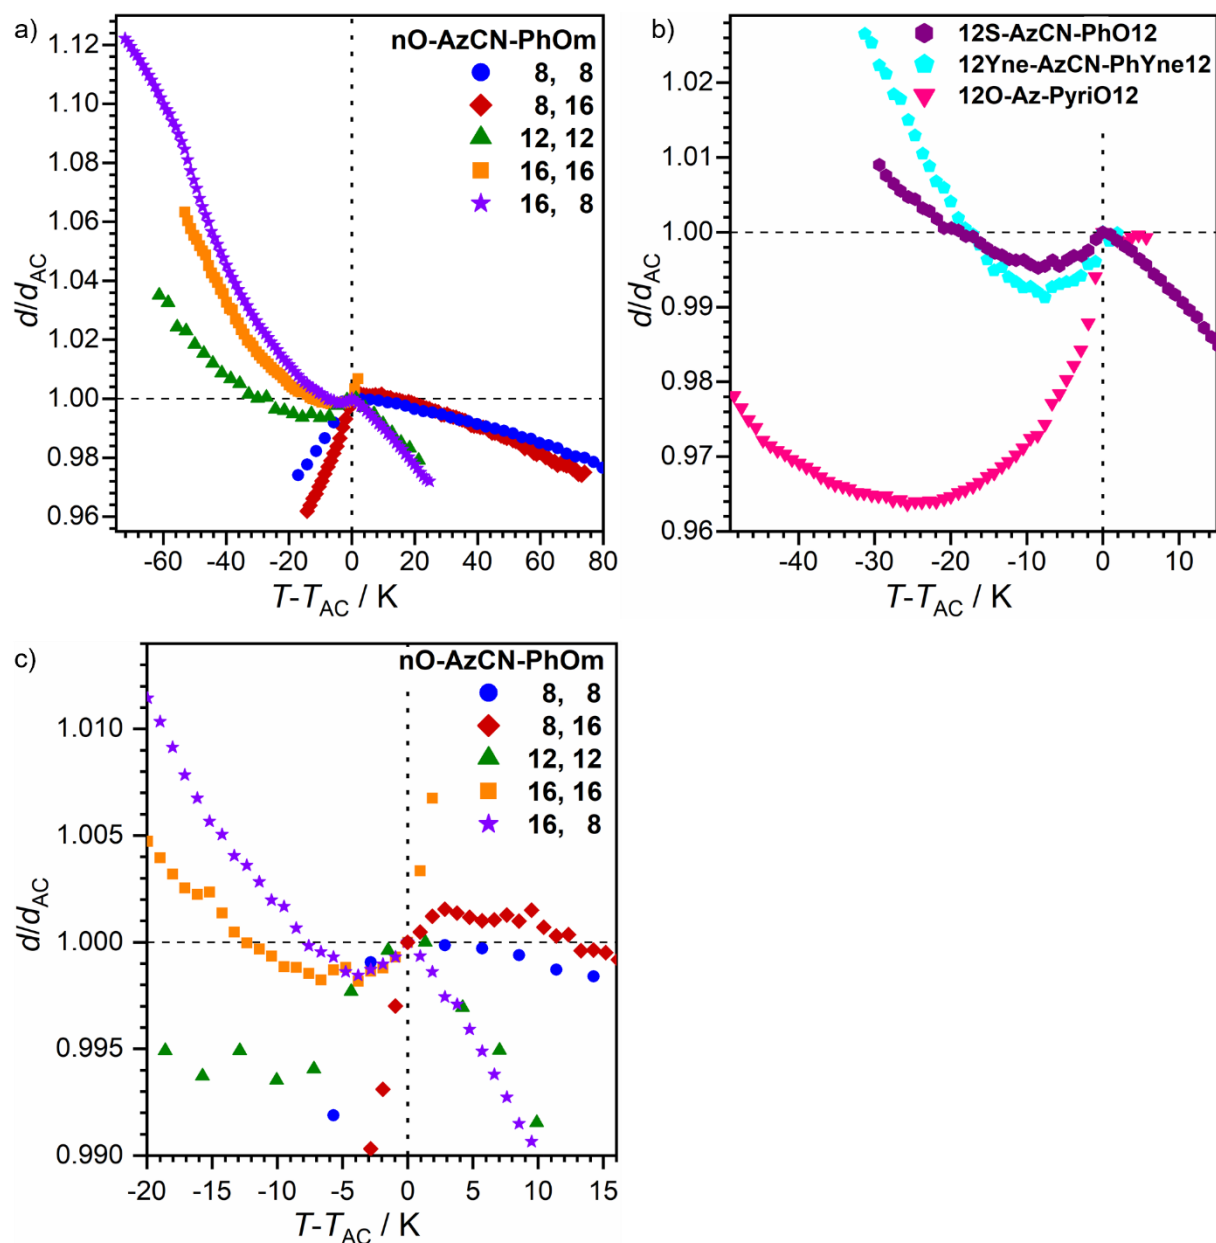 a)
nO-AzCN-PhOm
8, 8
8, 16
12, 12
16, 16
16, 8
1.12
1.10
1.08
1.06
1.04
1.02
1.00
0.98
0.96
d/dAC
-60 -40 -20 0 20 40 60 80
T-TAC / K
b)
12S-AzCN-PhO12
12Yne-AzCN-PhYne12
12O-Az-PyriO12
1.02
1.01
1.00
0.99
0.98
0.97
0.96
d/dAC
-40 -30 -20 -10 0 10
T-TAC / K
c)
nO-AzCN-PhOm
8, 8
8, 16
12, 12
16, 16
16, 8
1.010
1.005
1.000
0.995
0.990
d/dAC
-20 -15 -10 -5 0 5 10 15
T-TAC / K